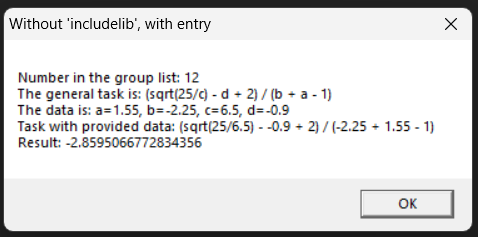 Without 'includelib', with entry
Number in the group list: 12
The general task is: (sqrt(25/c) - d + 2) / (b + a - 1)
The data is: a=1.55, b=-2.25, c=6.5, d=-0.9
Task with provided data: (sqrt(25/6.5) - -0.9 + 2) / (-2.25 + 1.55 - 1)
Result: -2.8595066772834356
OK